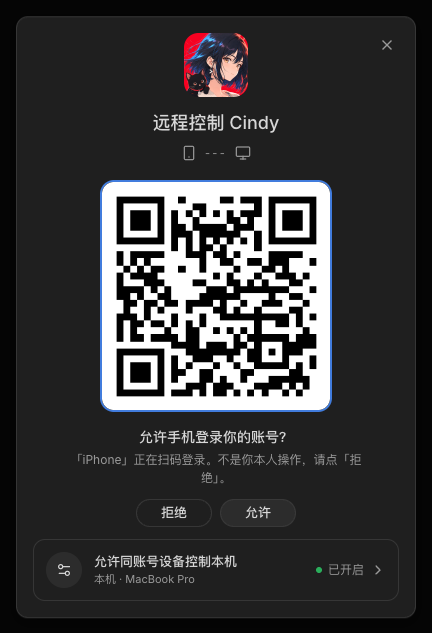 远程控制 Cindy
允许手机登录你的账号?
「iPhone」正在扫码登录。不是你本人操作，请点「拒
绝」。
拒绝 允许
允许同账号设备控制本机
本机 · MacBook Pro
已开启